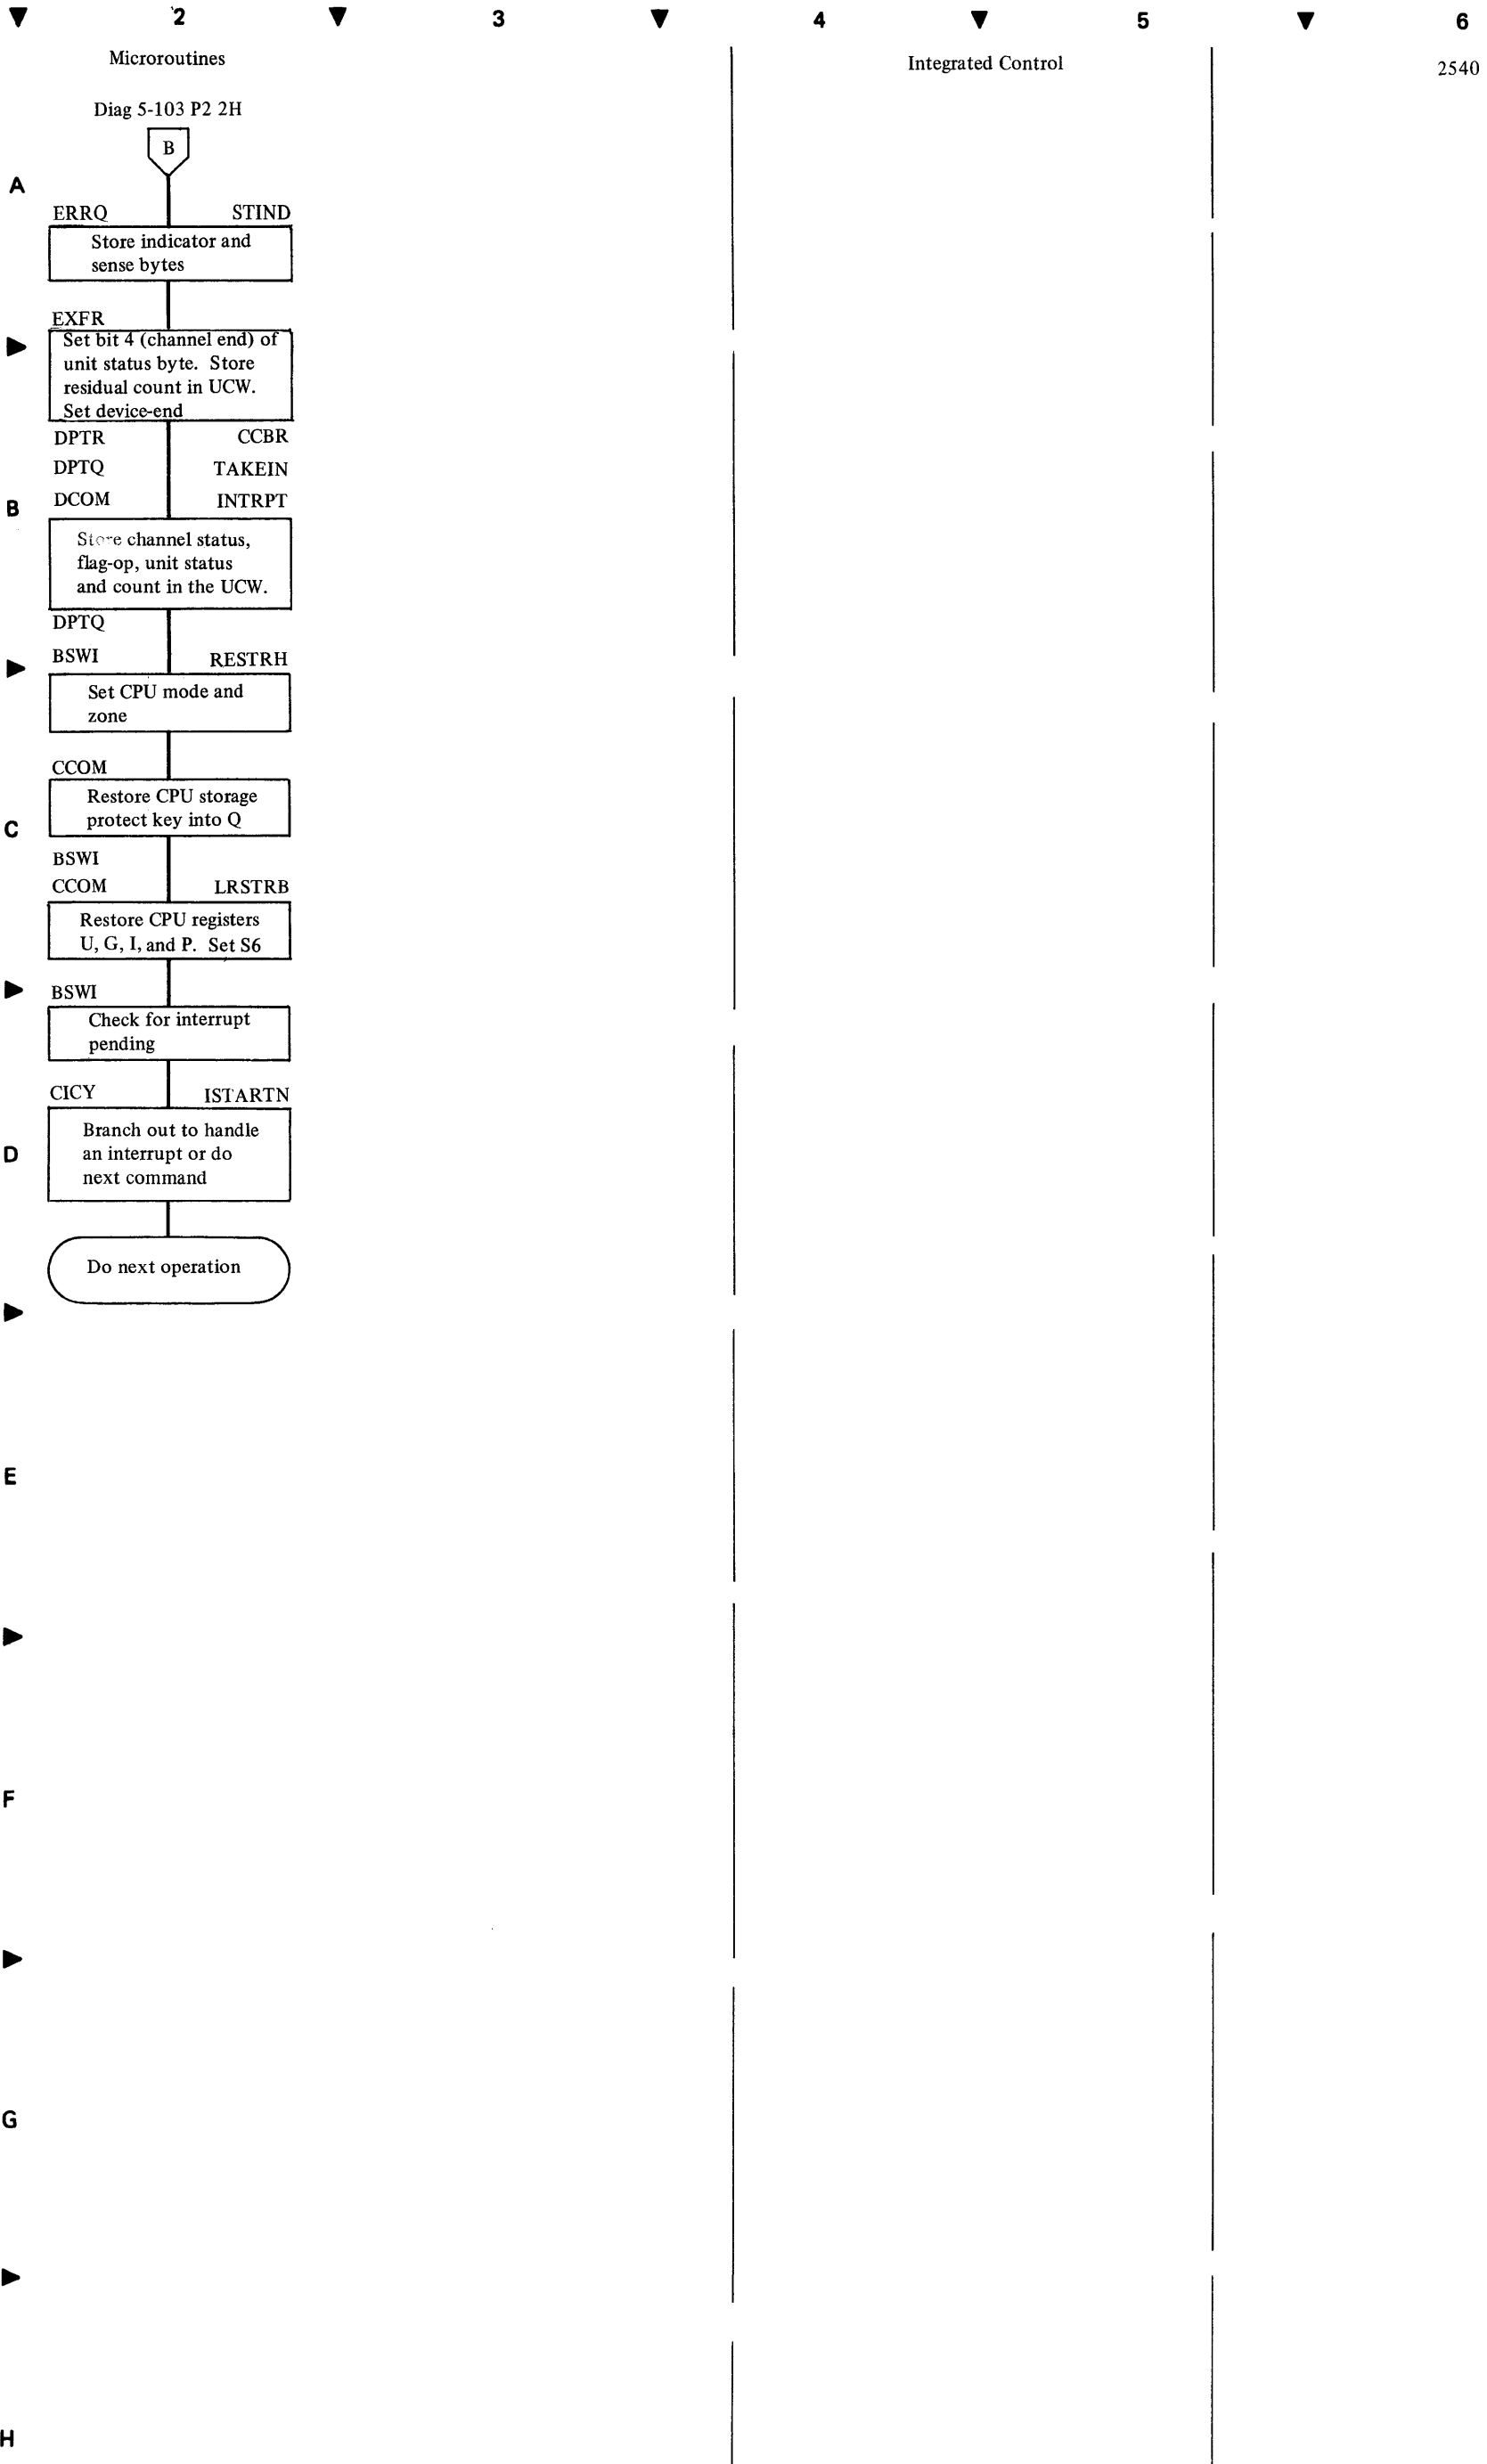 2 3 4 5 6
Microroutines Integrated Control 2540
Diag 5-103 P2 2H
B
A
ERRQ STIND
Store indicator and
sense bytes
EXFR
Set bit 4 (channel end) of
unit status byte. Store
residual count in UCW.
Set device-end
DPTR CCBR
DPTQ TAKEIN
B
DCOM INTRPT
Store channel status,
flag-op, unit status
and count in the UCW.
DPTQ
BSWI RESTRH
Set CPU mode and
zone
CCOM
Restore CPU storage
protect key into Q
C
BSWI
CCOM LRSTRB
Restore CPU registers
U, G, I, and P. Set S6
BSWI
Check for interrupt
pending
CICY ISTARTN
Branch out to handle
an interrupt or do
next command
D
Do next operation
E
F
G
H